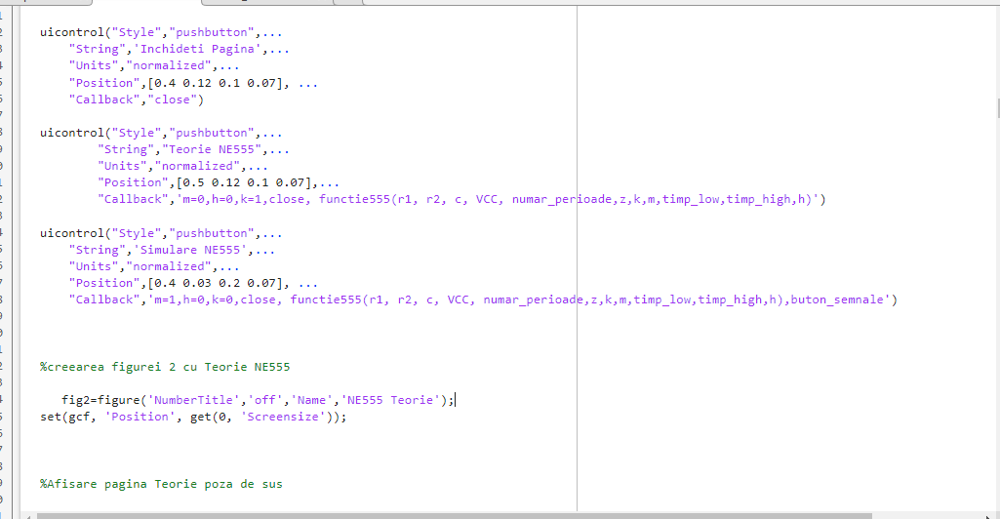 uicontrol("Style","pushbutton",...
"String",'Inchideti Pagina',...
"Units","normalized",...
"Position",[0.4 0.12 0.1 0.07], ...
"Callback","close")
uicontrol("Style","pushbutton",...
"String","Teorie NE555",...
"Units","normalized",...
"Position",[0.5 0.12 0.1 0.07],...
"Callback",'m=0,h=0,k=1,close, functie555(r1, r2, c, VCC, numar_perioade,z,k,m,timp_low,timp_high,h)')
uicontrol("Style","pushbutton",...
"String",'Simulare NE555',...
"Units","normalized",...
"Position",[0.4 0.03 0.2 0.07], ...
"Callback",'m=1,h=0,k=0,close, functie555(r1, r2, c, VCC, numar_perioade,z,k,m,timp_low,timp_high,h),buton_semnale')
%creearea figurei 2 cu Teorie NE555
fig2=figure('NumberTitle','off','Name','NE555 Teorie');
set(gcf, 'Position', get(0, 'Screensize'));
%Afisare pagina Teorie poza de sus